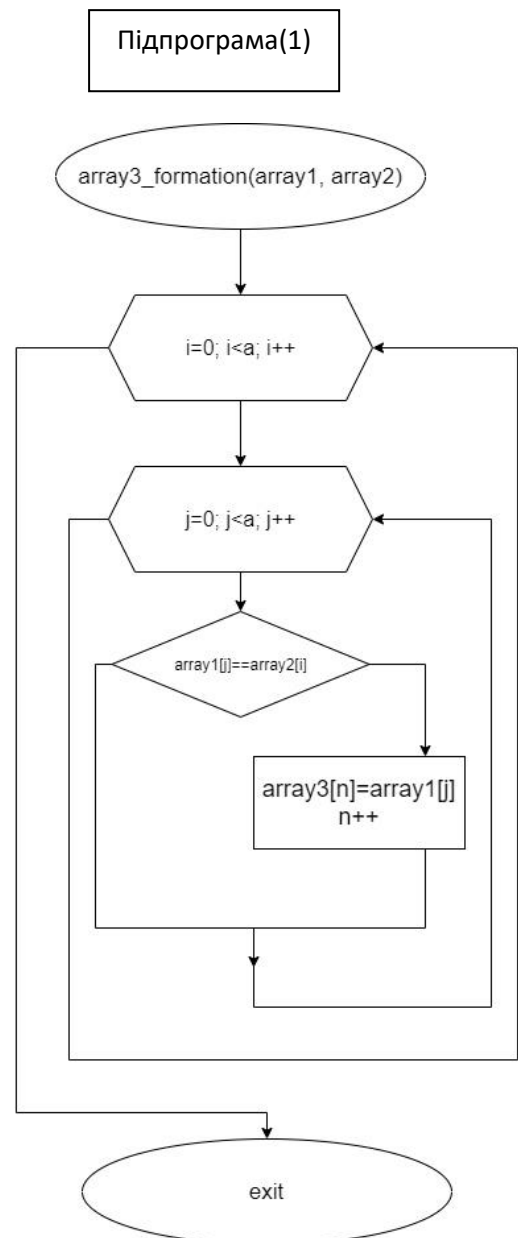 Підпрограма(1)
array3_formation(array1, array2)
i=0; i<a; i++
j=0; j<a; j++
array1[j]==array2[i]
array3[n]=array1[j]
n++
exit